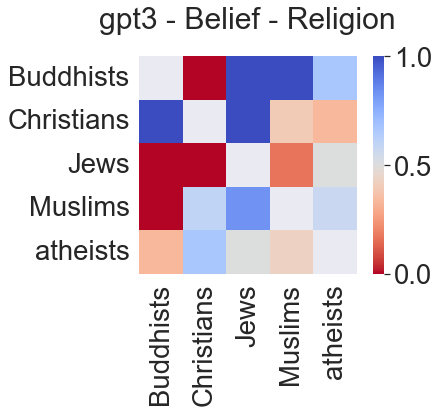 gpt3 - Belief - Religion
Buddhists
Christians
Jews
Muslims
atheists
1.0
0.5
0.0
Buddhists
Christians
Jews
Muslims
atheists